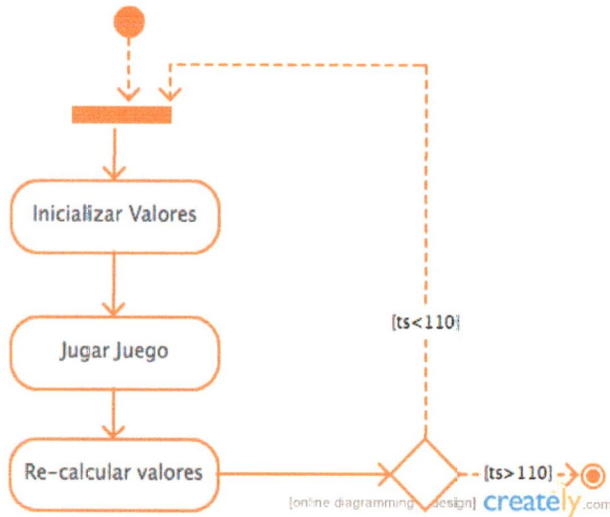 Inicializar Valores
[ts<110]
Jugar Juego
Re-calcular valores
[ts>110]
[online diagramming design] creately.com